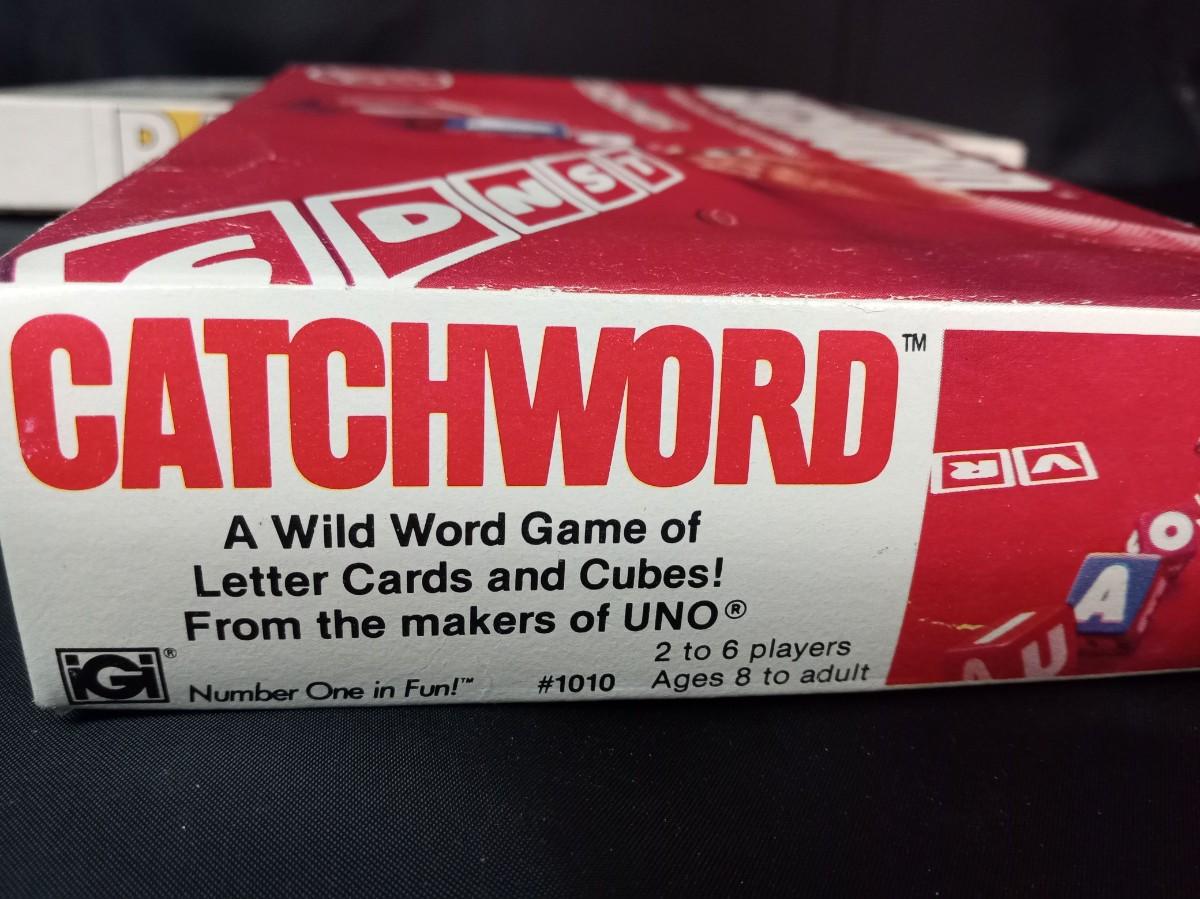 D
D N S T
CATCHWORD™
V R
O
A
U
A Wild Word Game of
Letter Cards and Cubes!
From the makers of UNO®
2 to 6 players
iGi®
Number One in Fun!™ #1010 Ages 8 to adult